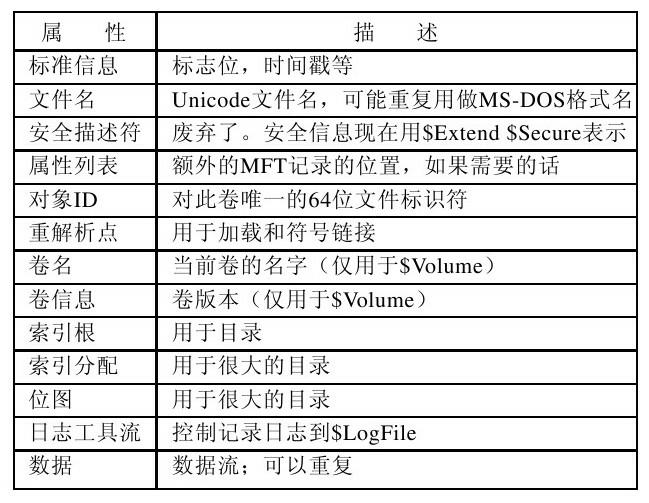 属 性 描 述
标准信息 标志位，时间戳等
文件名 Unicode文件名，可能重复用做MS-DOS格式名
安全描述符 废弃了。安全信息现在用$Extend $Secure表示
属性列表 额外的MFT记录的位置，如果需要的话
对象ID 对此卷唯一的64位文件标识符
重解析点 用于加载和符号链接
卷名 当前卷的名字（仅用于$Volume）
卷信息 卷版本（仅用于$Volume）
索引根 用于目录
索引分配 用于很大的目录
位图 用于很大的目录
日志工具流 控制记录日志到$LogFile
数据 数据流；可以重复